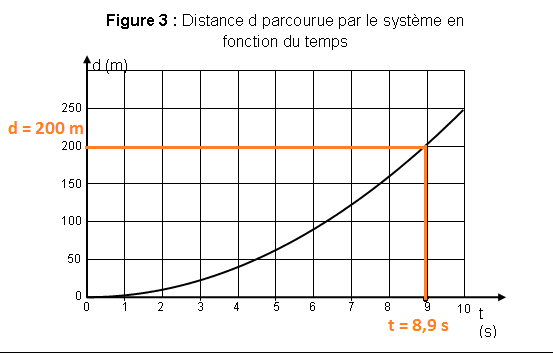 Figure 3 : Distance d parcourue par le système en
fonction du temps
d (m)
250
d = 200 m
200
150
100
50
0
0 1 2 3 4 5 6 7 8 9 10 t
(s)
t = 8,9 s